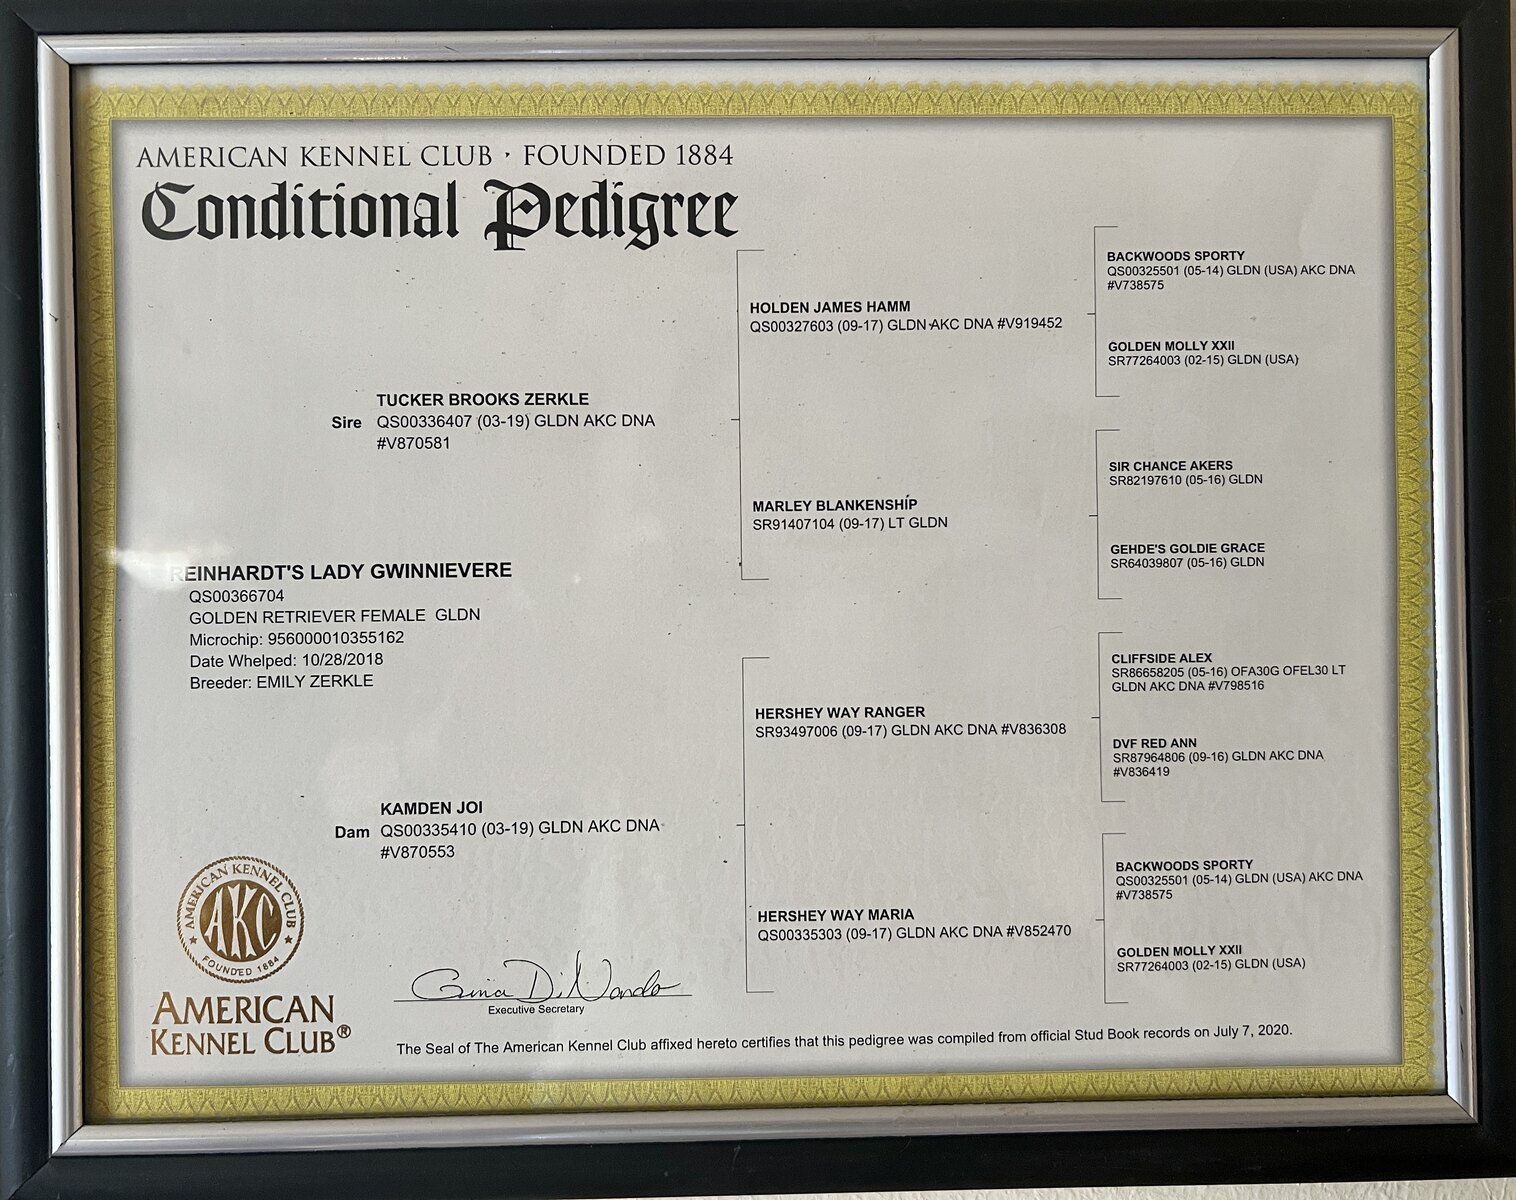 AMERICAN KENNEL CLUB · FOUNDED 1884
Conditional Pedigree
BACKWOODS SPORTY
QS00325501 (05-14) GLDN (USA) AKC DNA
#V738575
HOLDEN JAMES HAMM
QS00327603 (09-17) GLDN AKC DNA #V919452
GOLDEN MOLLY XXII
SR77264003 (02-15) GLDN (USA)
TUCKER BROOKS ZERKLE
Sire QS00336407 (03-19) GLDN AKC DNA
#V870581
SIR CHANCE AKERS
SR82197610 (05-16) GLDN
MARLEY BLANKENSHIP
SR91407104 (09-17) LT GLDN
GEHDE'S GOLDIE GRACE
SR64039807 (05-16) GLDN
REINHARDT'S LADY GWINNIEVERE
QS00366704
GOLDEN RETRIEVER FEMALE GLDN
Microchip: 956000010355162
Date Whelped: 10/28/2018
Breeder: EMILY ZERKLE
CLIFFSIDE ALEX
SR86658205 (05-16) OFA30G OFEL30 LT
GLDN AKC DNA #V798516
HERSHEY WAY RANGER
SR93497006 (09-17) GLDN AKC DNA #V836308
DVF RED ANN
SR87964806 (09-16) GLDN AKC DNA
#V836419
KAMDEN JOI
Dam QS00335410 (03-19) GLDN AKC DNA
#V870553
BACKWOODS SPORTY
QS00325501 (05-14) GLDN (USA) AKC DNA
#V738575
HERSHEY WAY MARIA
QS00335303 (09-17) GLDN AKC DNA #V852470
GOLDEN MOLLY XXII
SR77264003 (02-15) GLDN (USA)
AMERICAN KENNEL CLUB
AKC
FOUNDED 1884
AMERICAN
KENNEL CLUB®
Gina DiNardo
Executive Secretary
The Seal of The American Kennel Club affixed hereto certifies that this pedigree was compiled from official Stud Book records on July 7, 2020.